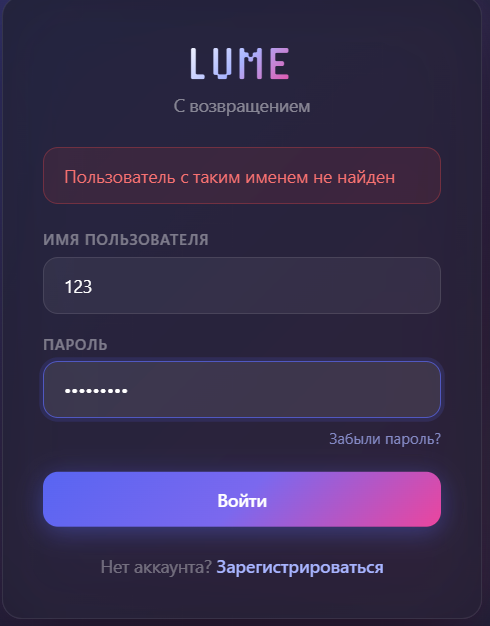 LUME
С возвращением
Пользователь с таким именем не найден
ИМЯ ПОЛЬЗОВАТЕЛЯ
123
ПАРОЛЬ
•••••••••
Забыли пароль?
Войти
Нет аккаунта? Зарегистрироваться